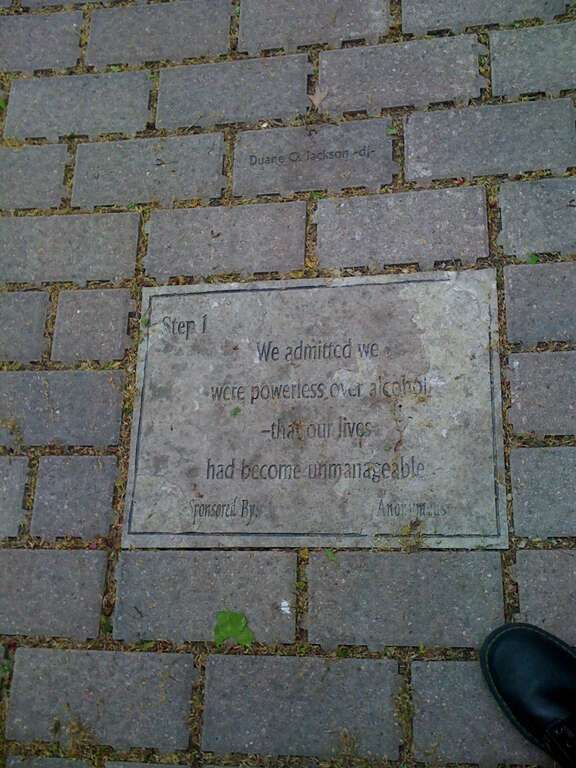 Duane O. Jackson -dj-
Step 1
We admitted we
were powerless over alcohol
-that our lives
had become unmanageable
Sponsored By: Anonymous